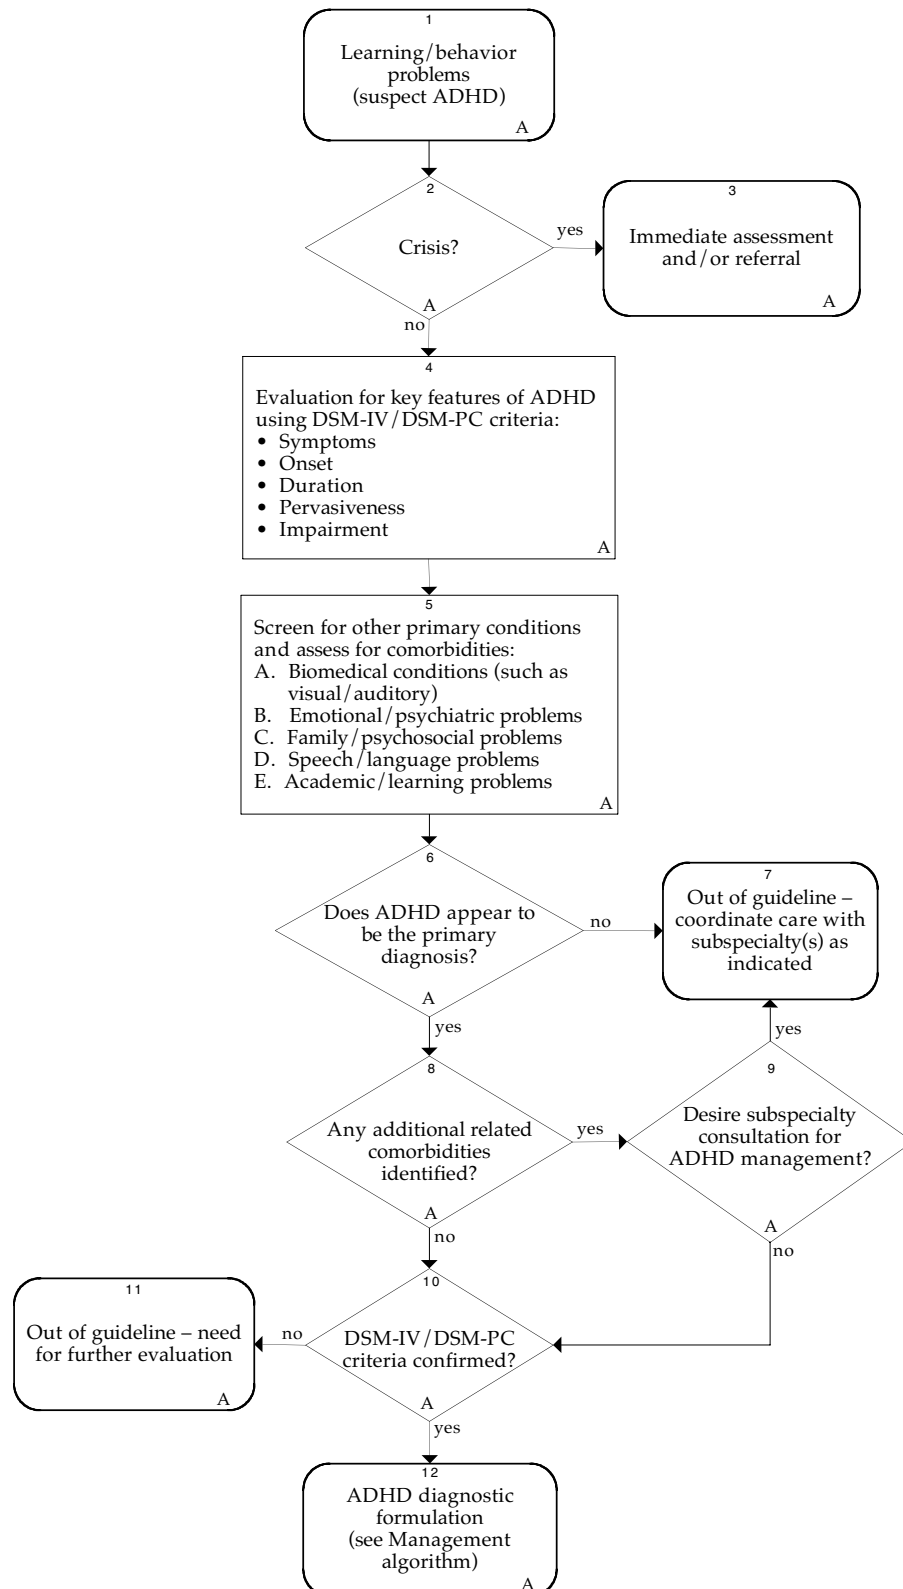 1
Learning/behavior
problems
(suspect ADHD)
A
2
Crisis?
A
yes
no
3
Immediate assessment
and/or referral
A
4
Evaluation for key features of ADHD
using DSM-IV/DSM-PC criteria:
• Symptoms
• Onset
• Duration
• Pervasiveness
• Impairment
A
5
Screen for other primary conditions
and assess for comorbidities:
A. Biomedical conditions (such as
visual/auditory)
B. Emotional/psychiatric problems
C. Family/psychosocial problems
D. Speech/language problems
E. Academic/learning problems
A
6
Does ADHD appear to
be the primary
diagnosis?
A
no
yes
7
Out of guideline –
coordinate care with
subspecialty(s) as
indicated
8
Any additional related
comorbidities
identified?
A
yes
no
9
Desire subspecialty
consultation for
ADHD management?
A
yes
no
10
DSM-IV/DSM-PC
criteria confirmed?
A
no
yes
11
Out of guideline – need
for further evaluation
A
12
ADHD diagnostic
formulation
(see Management
algorithm)
A